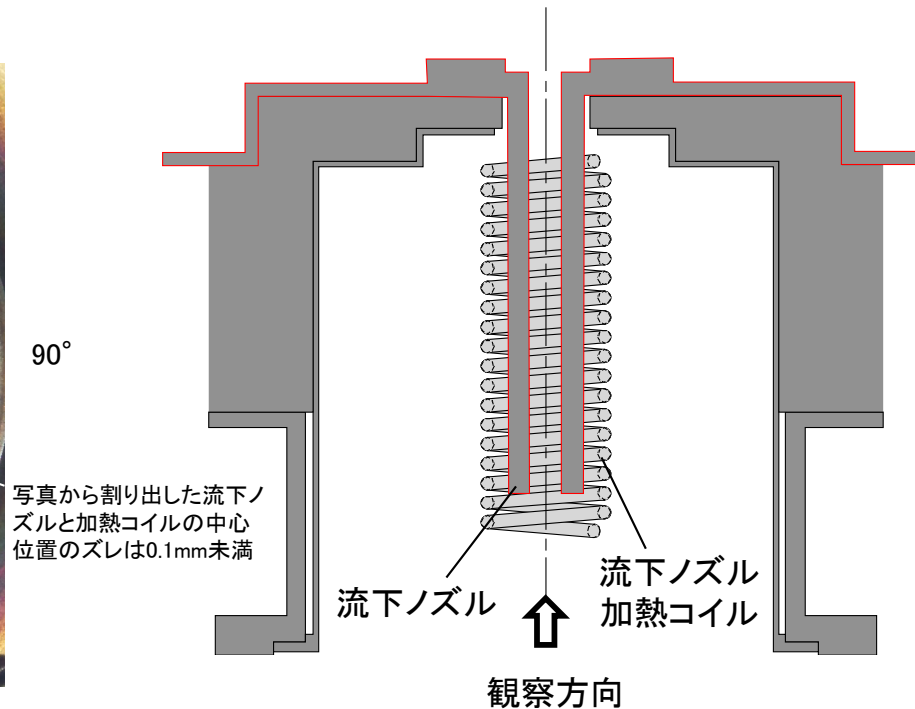 90°
写真から割り出した流下ノ
ズルと加熱コイルの中心
位置のズレは0.1mm未満
流下ノズル
流下ノズル
加熱コイル
観察方向